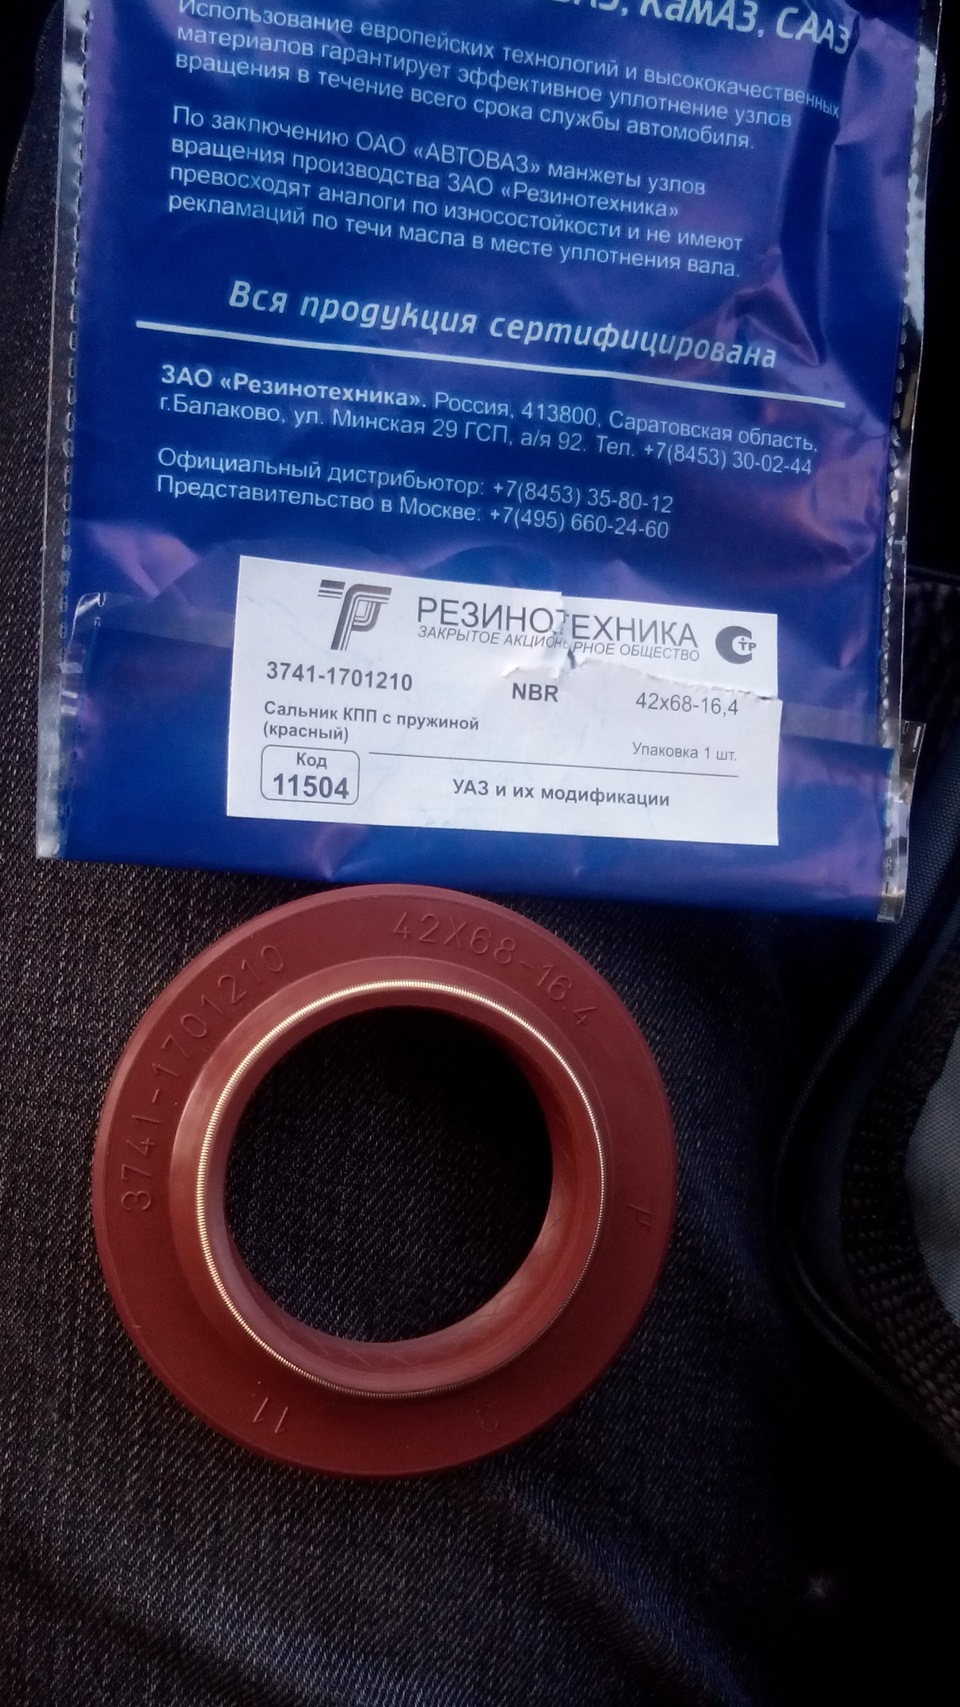 КамАЗ, СААЗ
Использование европейских технологий и высококачественных
материалов гарантирует эффективное уплотнение узлов
вращения в течение всего срока службы автомобиля.
По заключению ОАО «АВТОВАЗ» манжеты узлов
вращения производства ЗАО «Резинотехника»
превосходят аналоги по износостойкости и не имеют
рекламаций по течи масла в месте уплотнения вала.
Вся продукция сертифицирована
ЗАО «Резинотехника». Россия, 413800, Саратовская область,
г.Балаково, ул. Минская 29 ГСП, а/я 92. Тел. +7(8453) 30-02-44
Официальный дистрибьютор: +7(8453) 35-80-12
Представительство в Москве: +7(495) 660-24-60
РЕЗИНОТЕХНИКА
ЗАКРЫТОЕ АКЦИОНЕРНОЕ ОБЩЕСТВО
ТР
3741-1701210
NBR
42х68-16,4
Сальник КПП с пружиной
(красный)
Упаковка 1 шт.
Код
11504
УАЗ и их модификации
42X68-16.4
3741-1701210
11
3